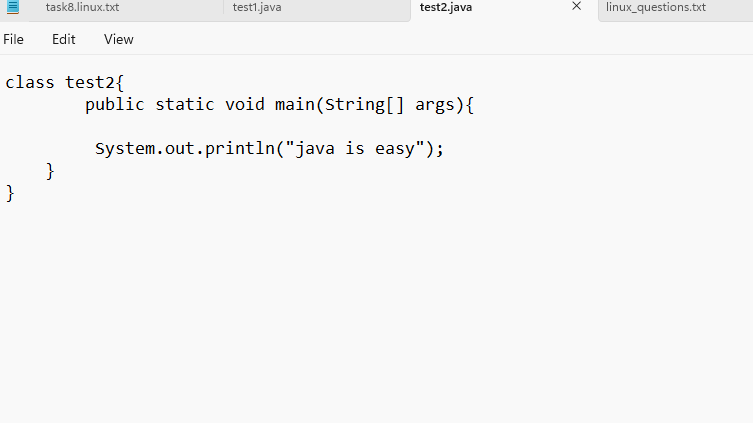 task8.linux.txt test1.java test2.java linux_questions.txt
File Edit View
class test2{
public static void main(String[] args){
System.out.println("java is easy");
}
}